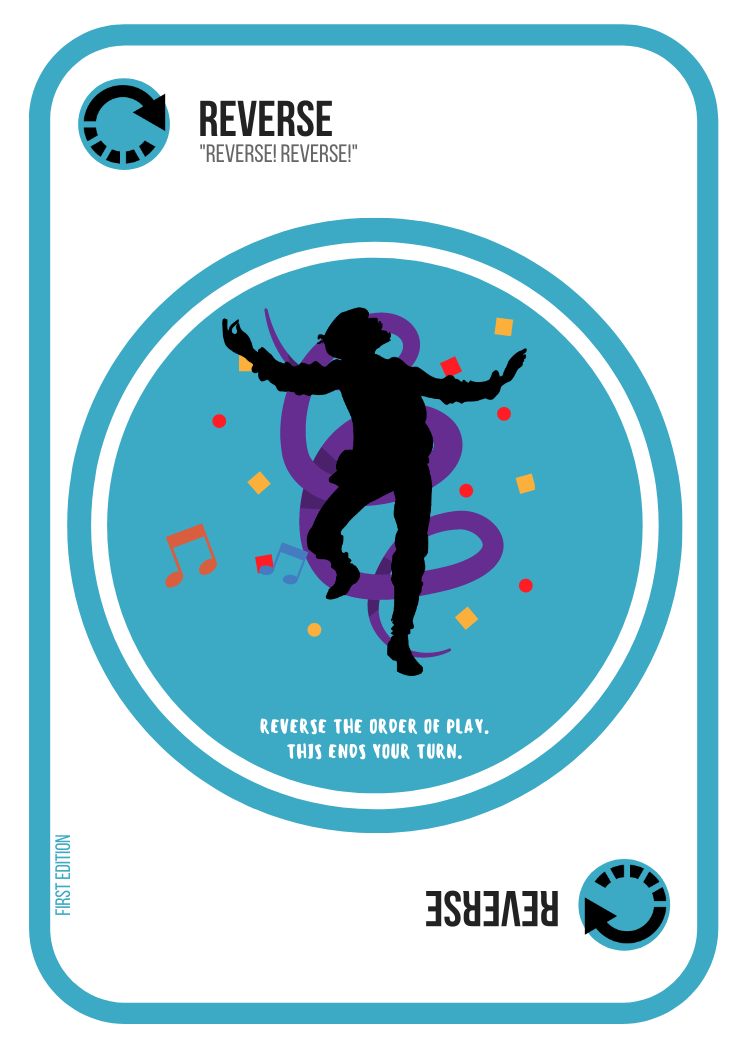 REVERSE
"REVERSE! REVERSE!"
REVERSE THE ORDER OF PLAY.
THIS ENDS YOUR TURN.
FIRST EDITION
REVERSE